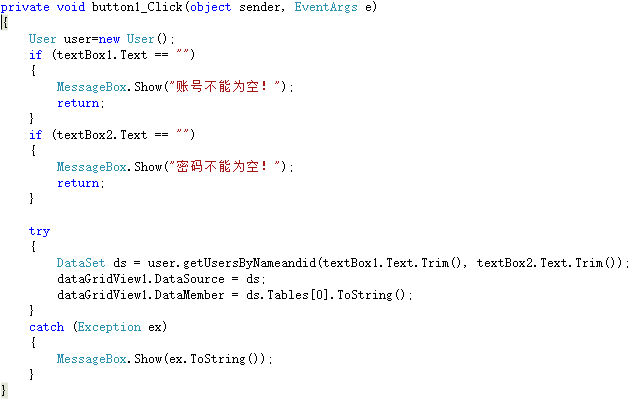 private void button1_Click(object sender, EventArgs e)
{
    User user=new User();
    if (textBox1.Text == "")
    {
        MessageBox.Show("账号不能为空！");
        return;
    }
    if (textBox2.Text == "")
    {
        MessageBox.Show("密码不能为空！");
        return;
    }

    try
    {
        DataSet ds = user.getUsersByNameandid(textBox1.Text.Trim(), textBox2.Text.Trim());
        dataGridView1.DataSource = ds;
        dataGridView1.DataMember = ds.Tables[0].ToString();
    }
    catch (Exception ex)
    {
        MessageBox.Show(ex.ToString());
    }
}